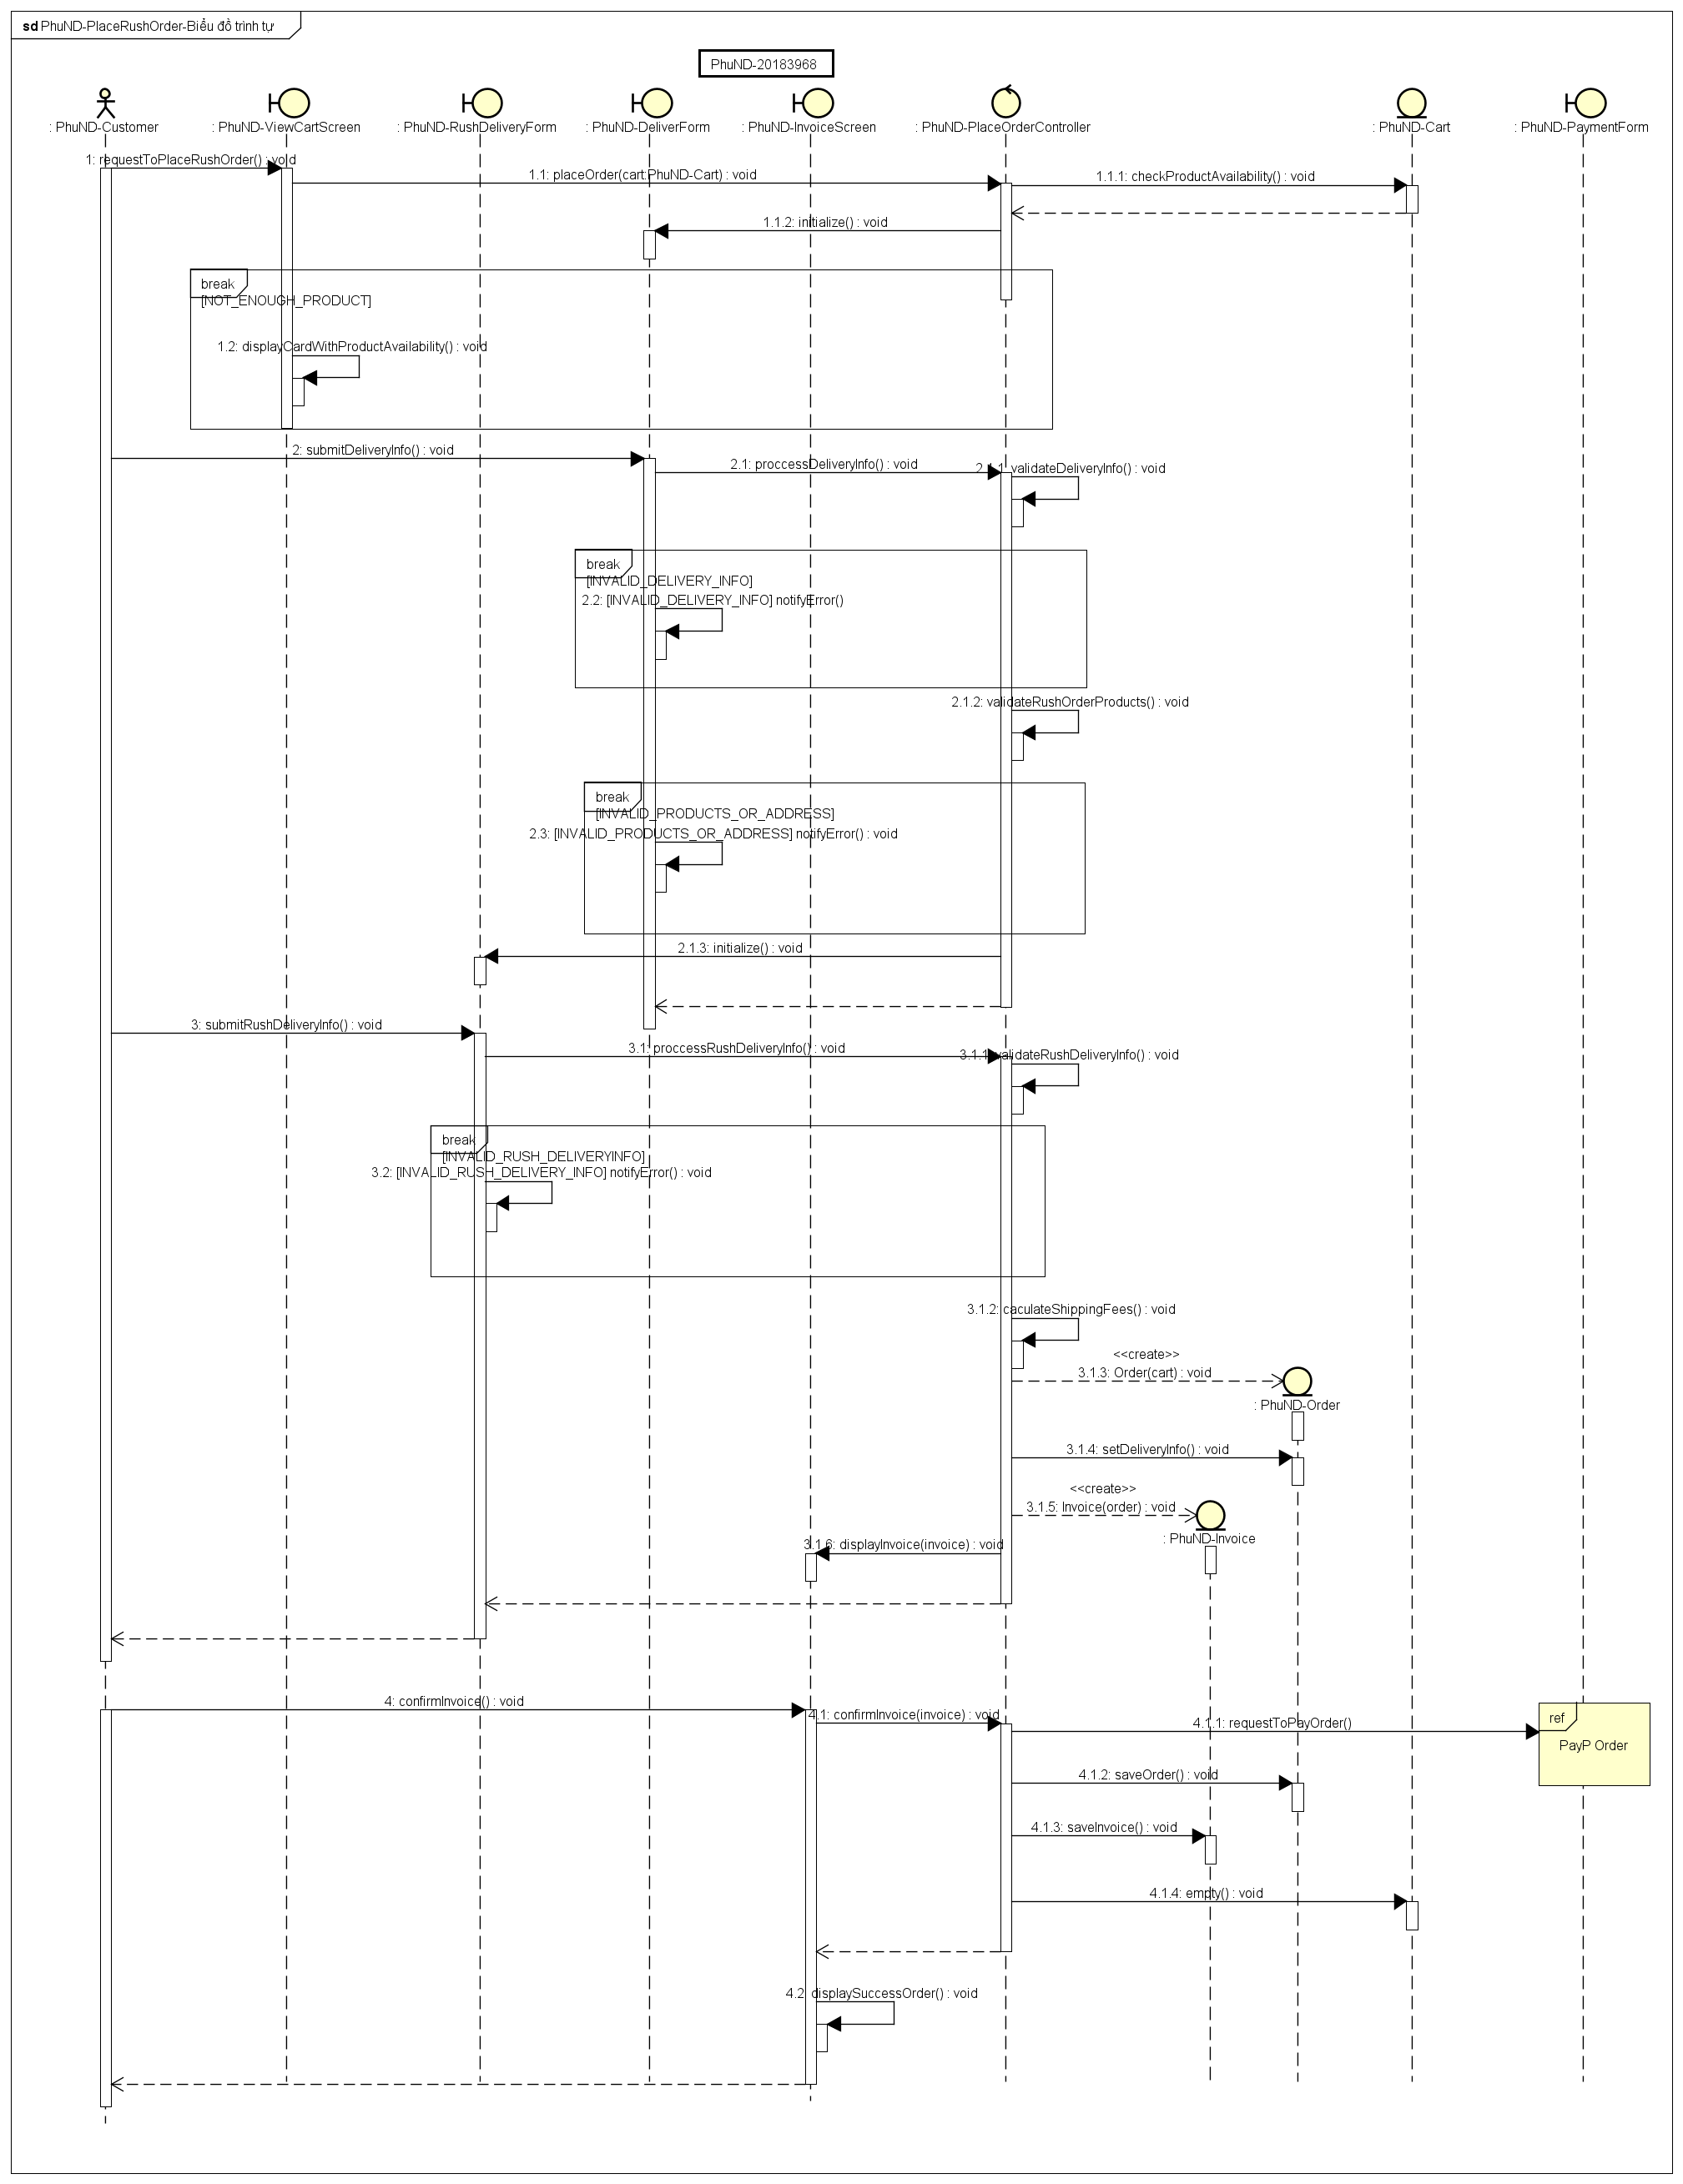 sd PhuND-PlaceRushOrder-Biểu đồ trình tự
PhuND-20183968
: PhuND-Customer
: PhuND-ViewCartScreen
: PhuND-RushDeliveryForm
: PhuND-DeliverForm
: PhuND-InvoiceScreen
: PhuND-PlaceOrderController
: PhuND-Cart
: PhuND-PaymentForm
1: requestToPlaceRushOrder() : void
1.1: placeOrder(cart:PhuND-Cart) : void
1.1.1: checkProductAvailability() : void
1.1.2: initialize() : void
break
[NOT_ENOUGH_PRODUCT]
1.2: displayCardWithProductAvailability() : void
2: submitDeliveryInfo() : void
2.1: proccessDeliveryInfo() : void
2.1.1: validateDeliveryInfo() : void
break
[INVALID_DELIVERY_INFO]
2.2: [INVALID_DELIVERY_INFO] notifyError()
2.1.2: validateRushOrderProducts() : void
break
[INVALID_PRODUCTS_OR_ADDRESS]
2.3: [INVALID_PRODUCTS_OR_ADDRESS] notifyError() : void
2.1.3: initialize() : void
3: submitRushDeliveryInfo() : void
3.1: proccessRushDeliveryInfo() : void
3.1.1: validateRushDeliveryInfo() : void
break
[INVALID_RUSH_DELIVERYINFO]
3.2: [INVALID_RUSH_DELIVERY_INFO] notifyError() : void
3.1.2: caculateShippingFees() : void
<<create>>
3.1.3: Order(cart) : void
: PhuND-Order
3.1.4: setDeliveryInfo() : void
<<create>>
3.1.5: Invoice(order) : void
: PhuND-Invoice
3.1.6: displayInvoice(invoice) : void
4: confirmInvoice() : void
4.1: confirmInvoice(invoice) : void
4.1.1: requestToPayOrder()
ref
PayP Order
4.1.2: saveOrder() : void
4.1.3: saveInvoice() : void
4.1.4: empty() : void
4.2: displaySuccessOrder() : void